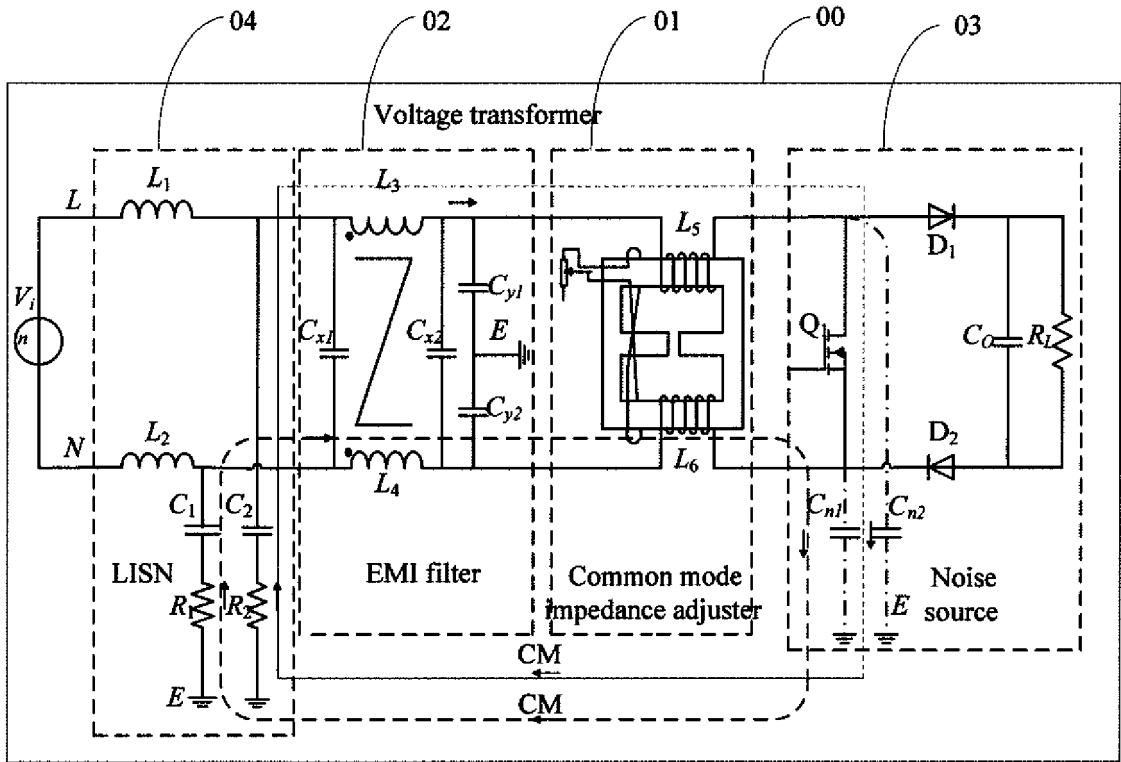 04
02
01
00
03
Voltage transformer
L
L1
L3
L5
D1
Vi
n
Cx1
Cx2
Cy1
E
Cy2
Q
CO
RL
N
L2
L4
L6
D2
C1
C2
Cn1
Cn2
LISN
EMI filter
Common mode
impedance adjuster
Noise
source
R1
R2
E
E
CM
CM